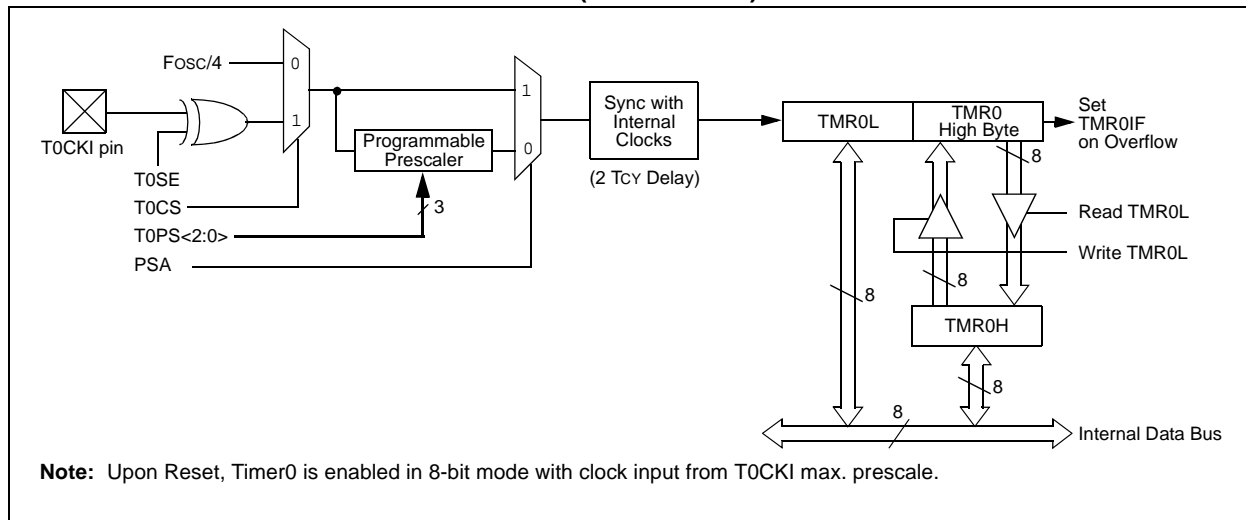 Fosc/4
0
1
T0CKI pin
T0SE
T0CS
T0PS<2:0>
PSA
Programmable
Prescaler
3
1
0
Sync with
Internal
Clocks
(2 TCY Delay)
TMR0L
TMR0
High Byte
Set
TMR0IF
on Overflow
8
Read TMR0L
Write TMR0L
8
8
TMR0H
8
8
Internal Data Bus
Note: Upon Reset, Timer0 is enabled in 8-bit mode with clock input from T0CKI max. prescale.